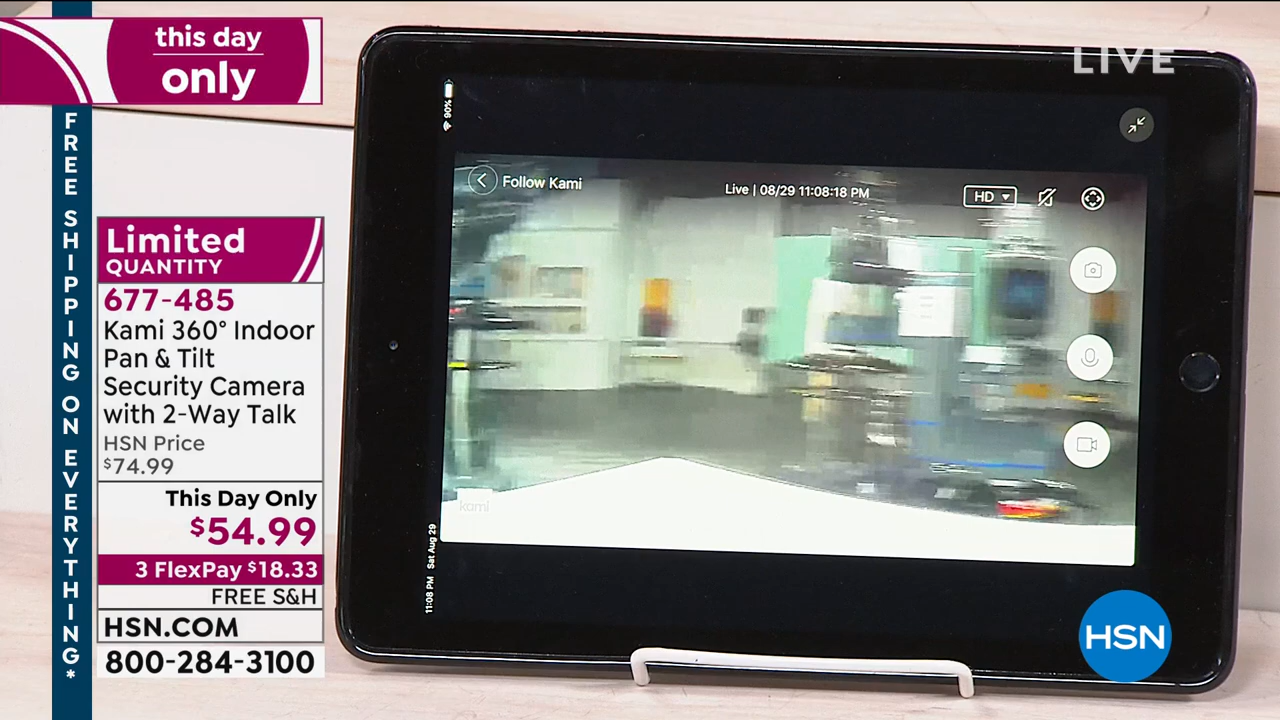 this day
only
FREE SHIPPING ON EVERYTHING*
Limited
QUANTITY
677-485
Kami 360° Indoor
Pan & Tilt
Security Camera
with 2-Way Talk
HSN Price
$74.99
This Day Only
$54.99
3 FlexPay $18.33
FREE S&H
HSN.COM
800-284-3100
LIVE
90%
Follow Kami
Live | 08/29 11:08:18 PM
HD
kami
11:08 PM Sat Aug 29
HSN